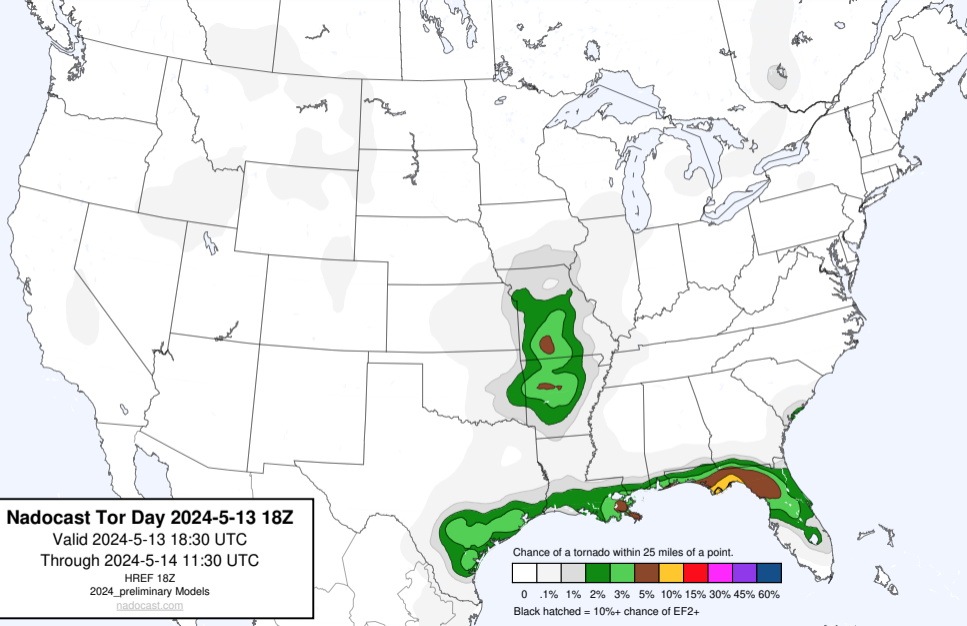 Nadocast Tor Day 2024-5-13 18Z
Valid 2024-5-13 18:30 UTC
Through 2024-5-14 11:30 UTC
HREF 18Z
2024_preliminary Models
nadocast.com
Chance of a tornado within 25 miles of a point.
0 .1% 1% 2% 3% 5% 10% 15% 30% 45% 60%
Black hatched = 10%+ chance of EF2+